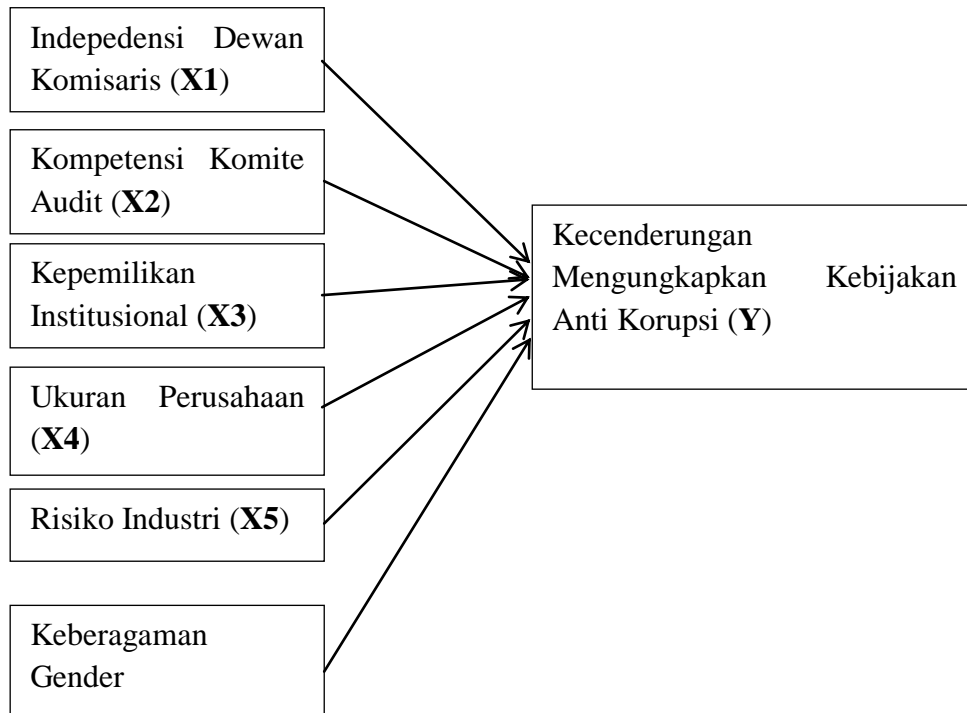 Indepedensi Dewan
Komisaris (X1)
Kompetensi Komite
Audit (X2)
Kepemilikan
Institusional (X3)
Ukuran Perusahaan
(X4)
Risiko Industri (X5)
Keberagaman
Gender
Kecenderungan
Mengungkapkan Kebijakan
Anti Korupsi (Y)